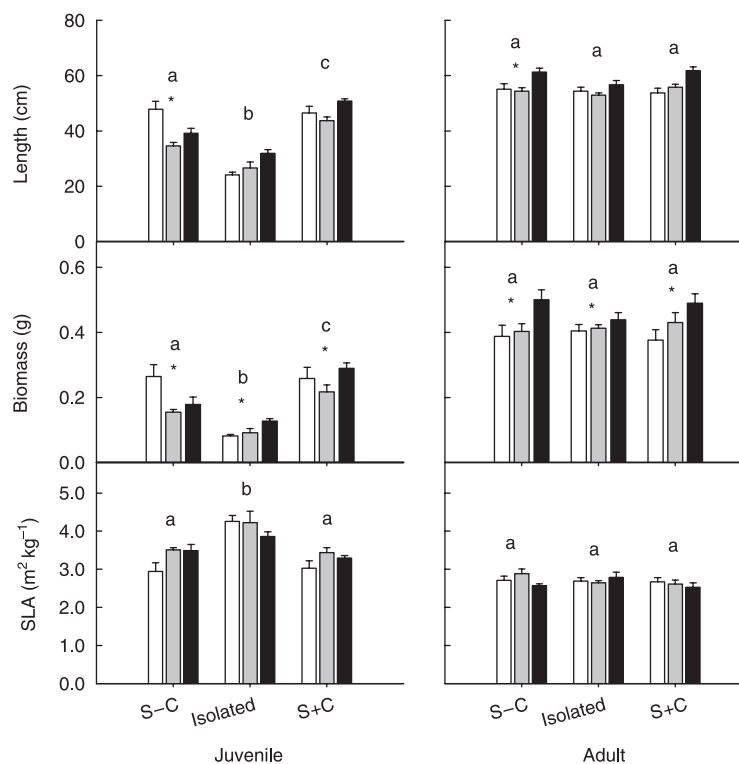 80
60
40
20
0
Length (cm)
a
*
b
c
a
*
a
a
0.6
0.4
0.2
0.0
Biomass (g)
a
*
b
*
c
*
a
*
a
*
a
*
5.0
4.0
3.0
2.0
1.0
0.0
SLA (m² kg⁻¹)
a
b
a
a
a
a
S−C Isolated S+C
S−C Isolated S+C
Juvenile Adult